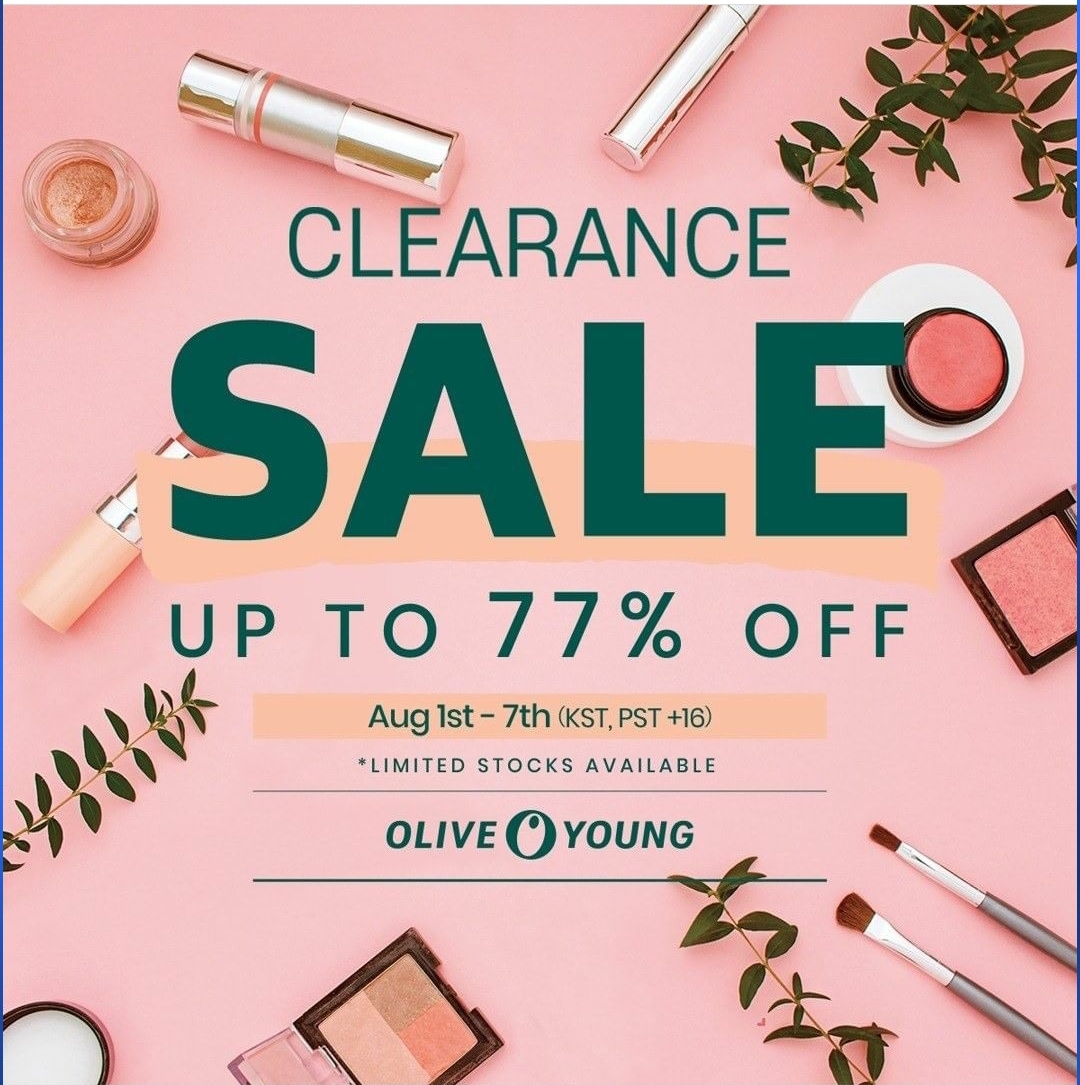 CLEARANCE
SALE
UP TO 77% OFF
Aug 1st - 7th (KST, PST +16)
*LIMITED STOCKS AVAILABLE
OLIVE YOUNG